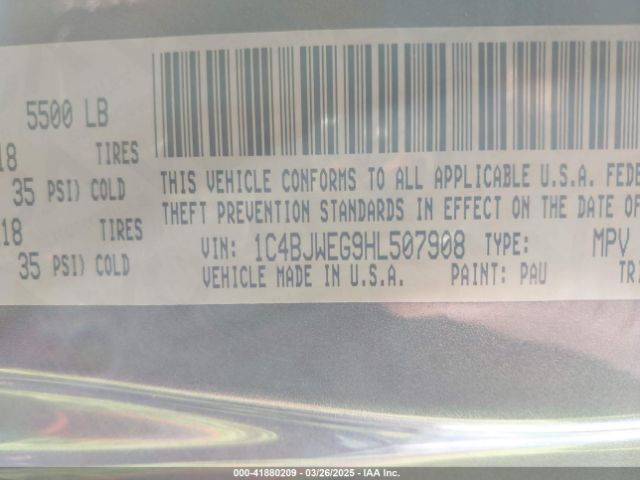 5500 LB
18 TIRES
35 PSI) COLD
18 TIRES
35 PSI) COLD
THIS VEHICLE CONFORMS TO ALL APPLICABLE U.S.A. FEDE
THEFT PREVENTION STANDARDS IN EFFECT ON THE DATE OF
VIN: 1C4BJWEG9HL507908 TYPE: MPV
VEHICLE MADE IN U.S.A. PAINT: PAU TRI
000-41880209 - 03/26/2025 - IAA Inc.